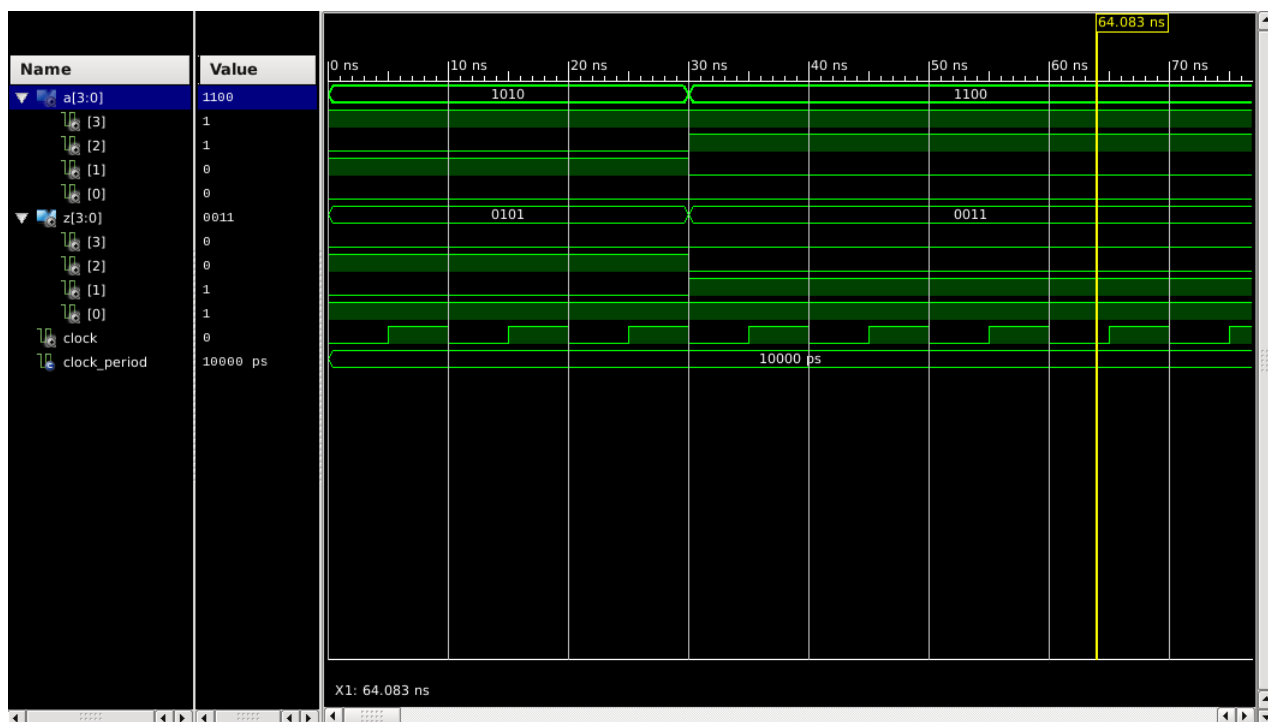 64.083 ns
Name Value 0 ns 10 ns 20 ns 30 ns 40 ns 50 ns 60 ns 70 ns
a[3:0] 1100 1010 1100
[3] 1
[2] 1
[1] 0
[0] 0
z[3:0] 0011 0101 0011
[3] 0
[2] 0
[1] 1
[0] 1
clock 0
clock_period 10000 ps 10000 ps
X1: 64.083 ns